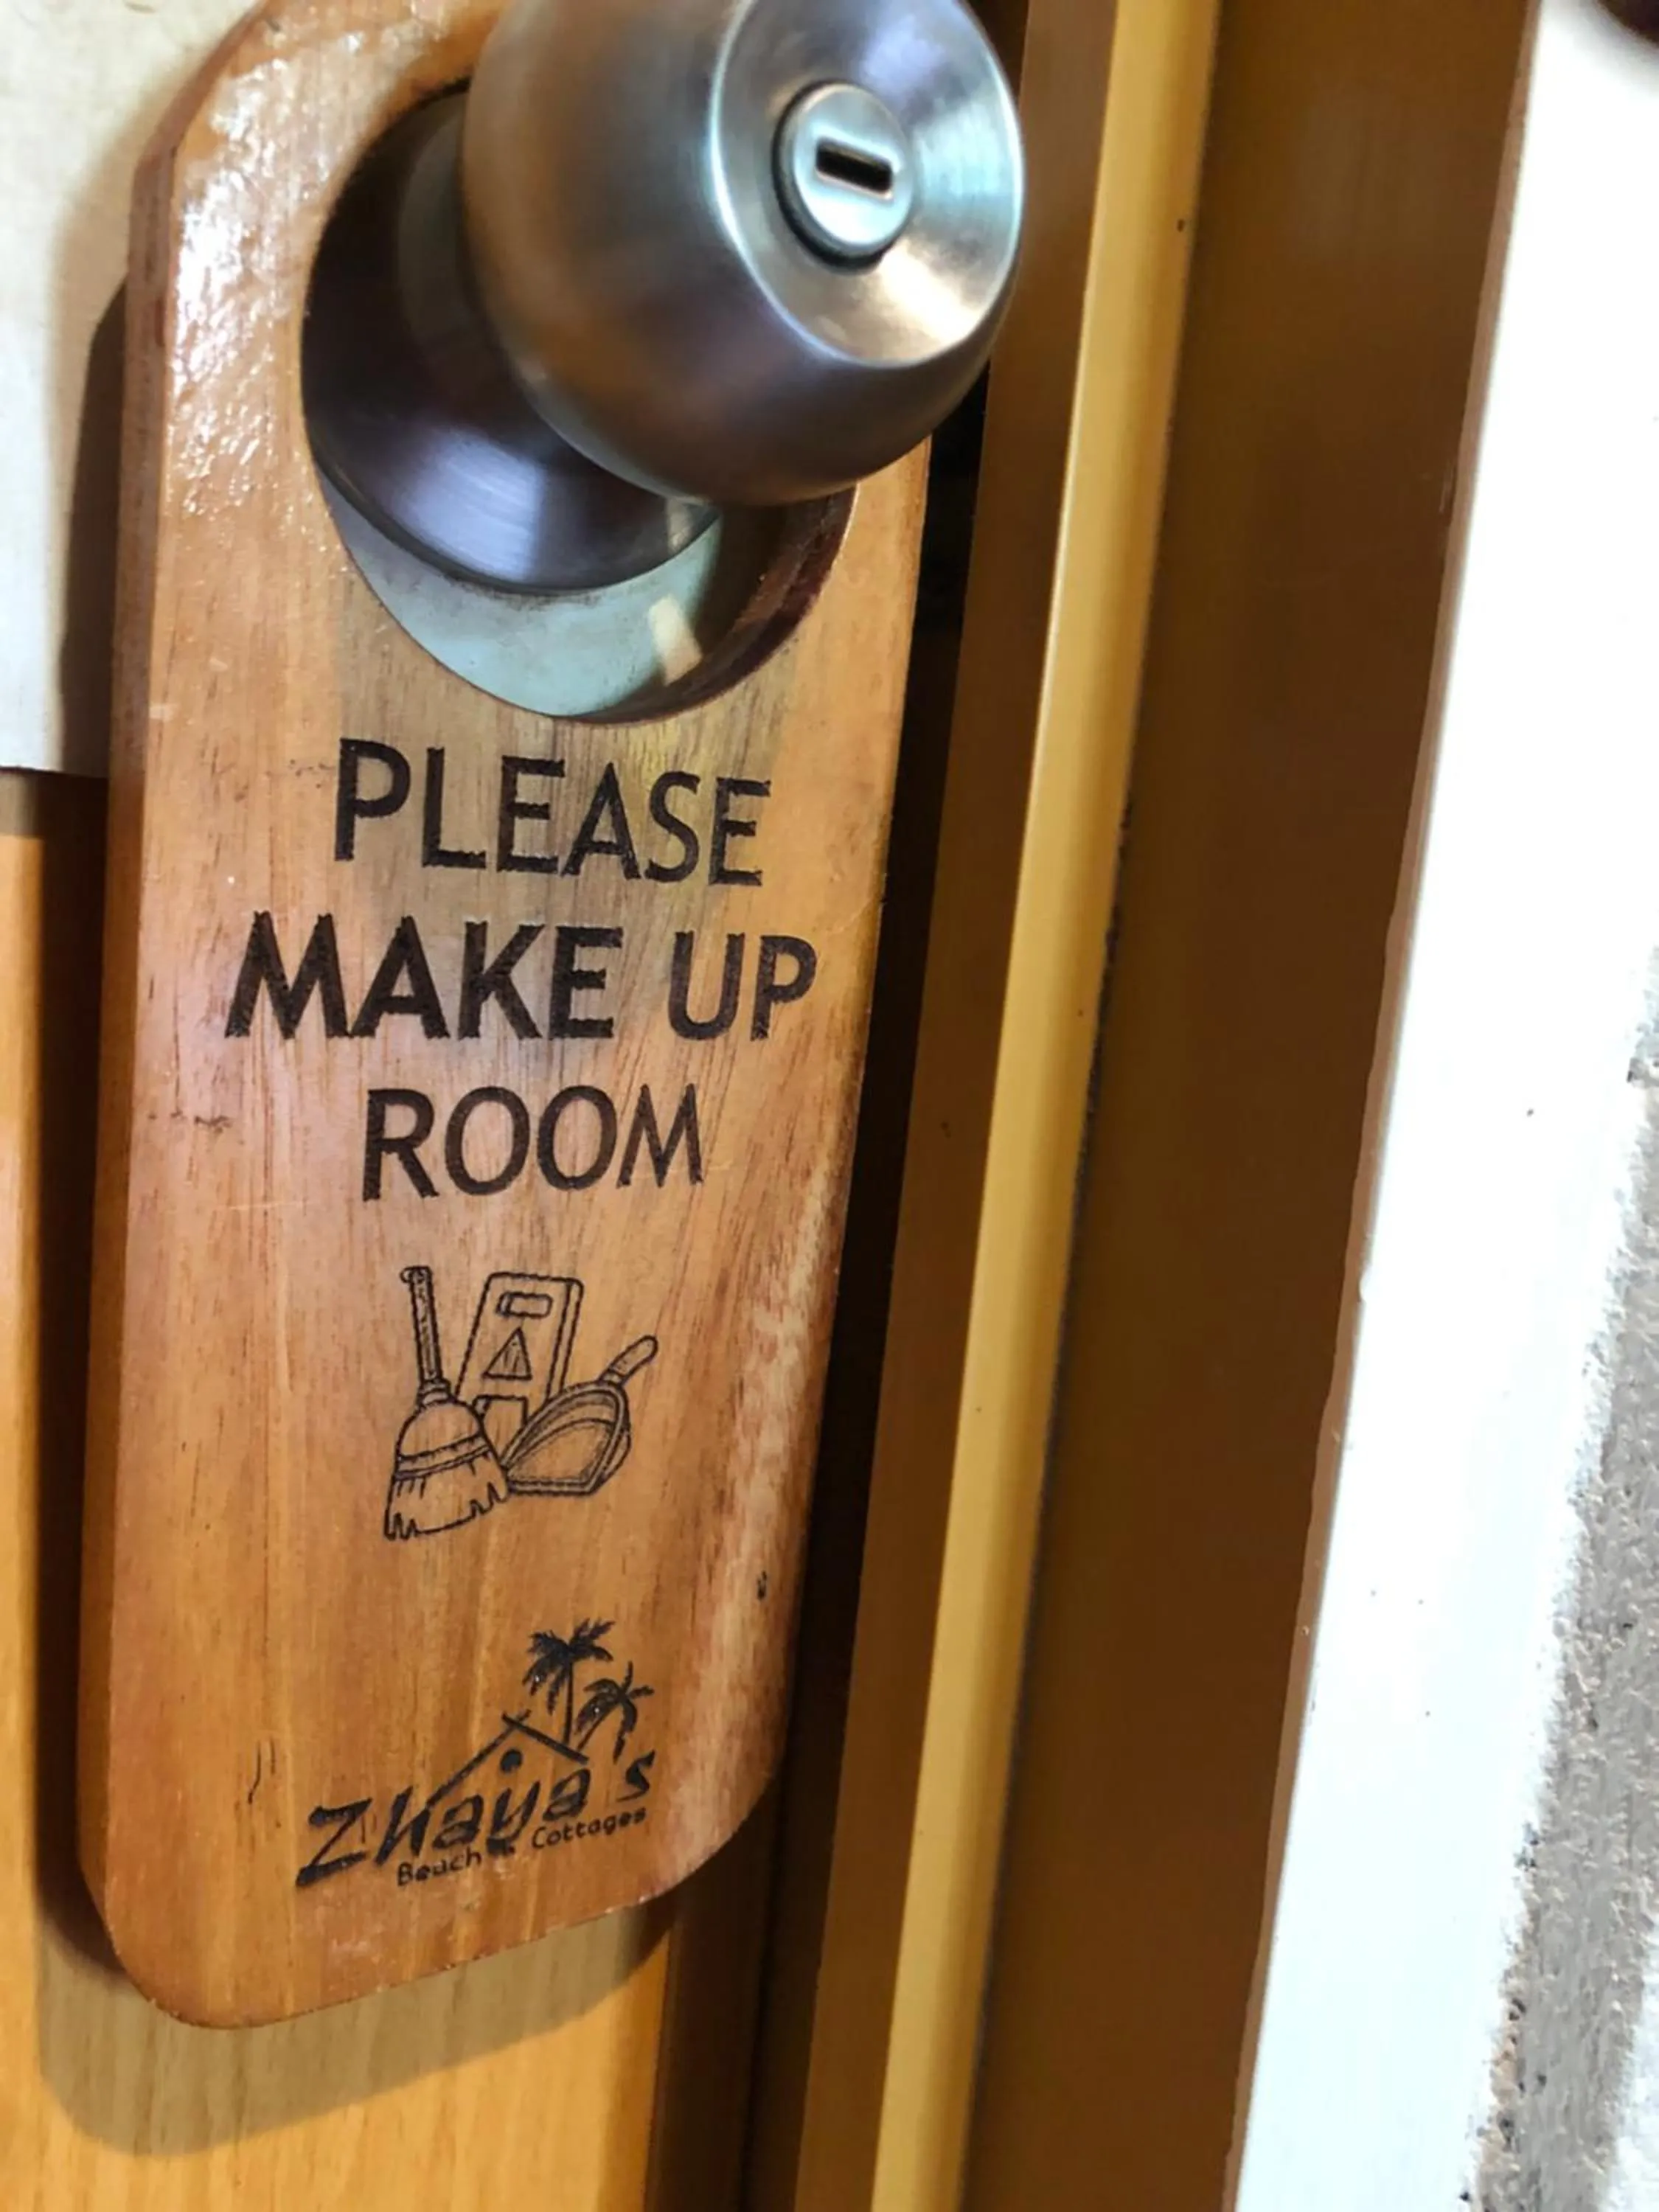 PLEASE
MAKE UP
ROOM
Zhaya's
Beach Cottages